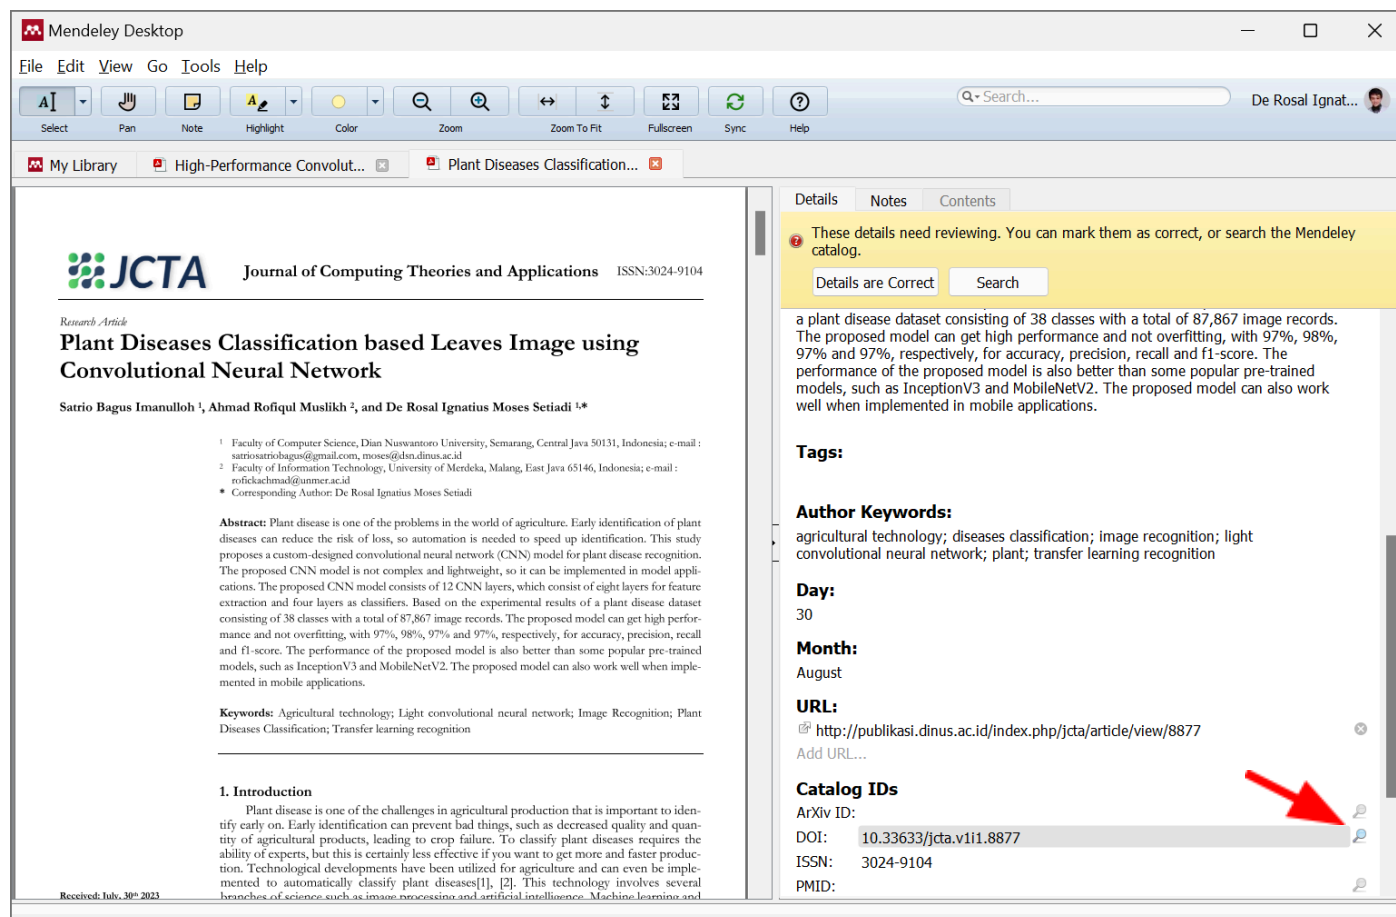 Mendeley Desktop
File Edit View Go Tools Help
Search...
De Rosal Ignat...
Select Pan Note Highlight Color Zoom Zoom To Fit Fullscreen Sync Help
My Library
High-Performance Convolut...
Plant Diseases Classification...
JCTA
Journal of Computing Theories and Applications ISSN:3024-9104
Research Article
Plant Diseases Classification based Leaves Image using
Convolutional Neural Network
Satrio Bagus Imanulloh 1, Ahmad Rofiqul Muslikh 2, and De Rosal Ignatius Moses Setiadi 1,*
1 Faculty of Computer Science, Dian Nuswantoro University, Semarang, Central Java 50131, Indonesia; e-mail :
satriosatriobagus@gmail.com, moses@dsn.dinus.ac.id
2 Faculty of Information Technology, University of Merdeka, Malang, East Java 65146, Indonesia; e-mail :
rofickachmad@unmer.ac.id
* Corresponding Author: De Rosal Ignatius Moses Setiadi
Abstract: Plant disease is one of the problems in the world of agriculture. Early identification of plant
diseases can reduce the risk of loss, so automation is needed to speed up identification. This study
proposes a custom-designed convolutional neural network (CNN) model for plant disease recognition.
The proposed CNN model is not complex and lightweight, so it can be implemented in model appli-
cations. The proposed CNN model consists of 12 CNN layers, which consist of eight layers for feature
extraction and four layers as classifiers. Based on the experimental results of a plant disease dataset
consisting of 38 classes with a total of 87,867 image records. The proposed model can get high perfor-
mance and not overfitting, with 97%, 98%, 97% and 97%, respectively, for accuracy, precision, recall
and f1-score. The performance of the proposed model is also better than some popular pre-trained
models, such as InceptionV3 and MobileNetV2. The proposed model can also work well when imple-
mented in mobile applications.
Keywords: Agricultural technology; Light convolutional neural network; Image Recognition; Plant
Diseases Classification; Transfer learning recognition
1. Introduction
Plant disease is one of the challenges in agricultural production that is important to iden-
tify early on. Early identification can prevent bad things, such as decreased quality and quan-
tity of agricultural products, leading to crop failure. To classify plant diseases requires the
ability of experts, but this is certainly less effective if you want to get more and faster produc-
tion. Technological developments have been utilized for agriculture and can even be imple-
mented to automatically classify plant diseases[1], [2]. This technology involves several
branches of science such as image processing and artificial intelligence. Machine learning and
Received: July, 30th 2023
Details Notes Contents
These details need reviewing. You can mark them as correct, or search the Mendeley
catalog.
Details are Correct Search
a plant disease dataset consisting of 38 classes with a total of 87,867 image records.
The proposed model can get high performance and not overfitting, with 97%, 98%,
97% and 97%, respectively, for accuracy, precision, recall and f1-score. The
performance of the proposed model is also better than some popular pre-trained
models, such as InceptionV3 and MobileNetV2. The proposed model can also work
well when implemented in mobile applications.
Tags:
Author Keywords:
agricultural technology; diseases classification; image recognition; light
convolutional neural network; plant; transfer learning recognition
Day:
30
Month:
August
URL:
http://publikasi.dinus.ac.id/index.php/jcta/article/view/8877
Add URL...
Catalog IDs
ArXiv ID:
DOI: 10.33633/jcta.v1i1.8877
ISSN: 3024-9104
PMID: